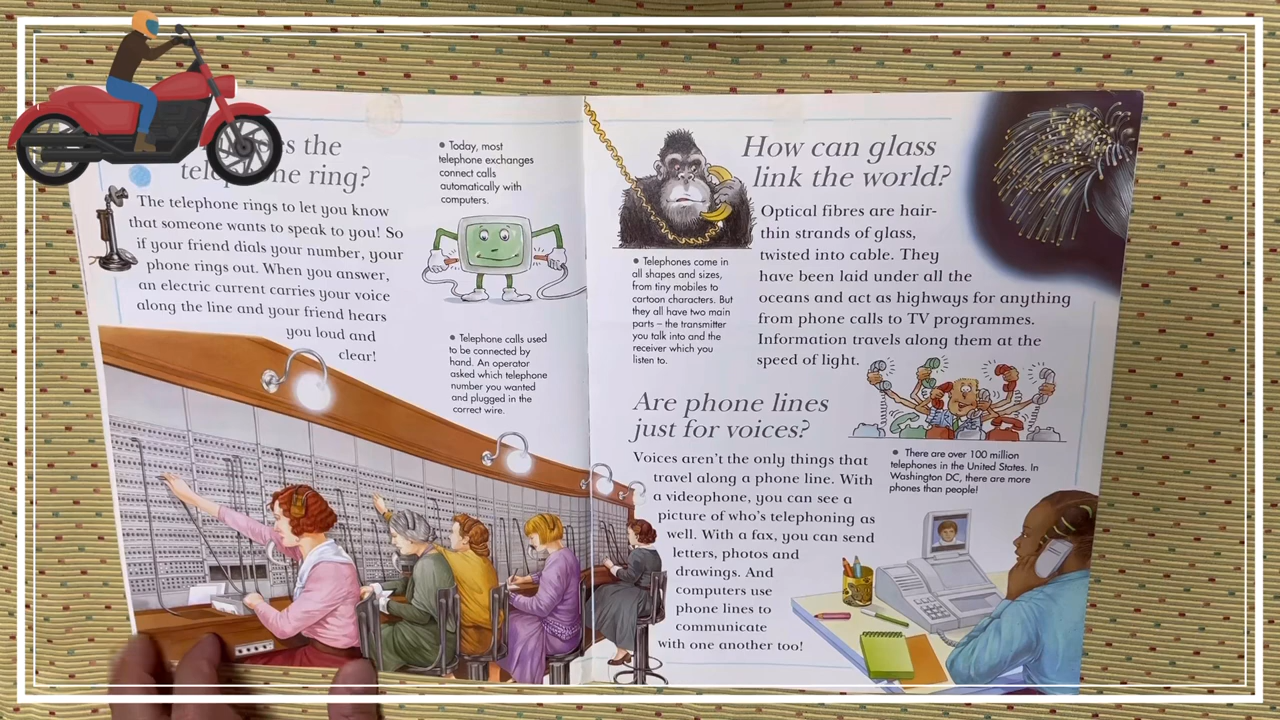 es the
telephone ring?
The telephone rings to let you know
that someone wants to speak to you! So
if your friend dials your number, your
phone rings out. When you answer,
an electric current carries your voice
along the line and your friend hears
you loud and
clear!
• Today, most
telephone exchanges
connect calls
automatically with
computers.
• Telephone calls used
to be connected by
hand. An operator
asked which telephone
number you wanted
and plugged in the
correct wire.
How can glass
link the world?
Optical fibres are hair-
thin strands of glass,
twisted into cable. They
have been laid under all the
oceans and act as highways for anything
from phone calls to TV programmes.
Information travels along them at the
speed of light.
• Telephones come in
all shapes and sizes,
from tiny mobiles to
cartoon characters. But
they all have two main
parts – the transmitter
you talk into and the
receiver which you
listen to.
Are phone lines
just for voices?
Voices aren't the only things that
travel along a phone line. With
a videophone, you can see a
picture of who's telephoning as
well. With a fax, you can send
letters, photos and
drawings. And
computers use
phone lines to
communicate
with one another too!
• There are over 100 million
telephones in the United States. In
Washington DC, there are more
phones than people!